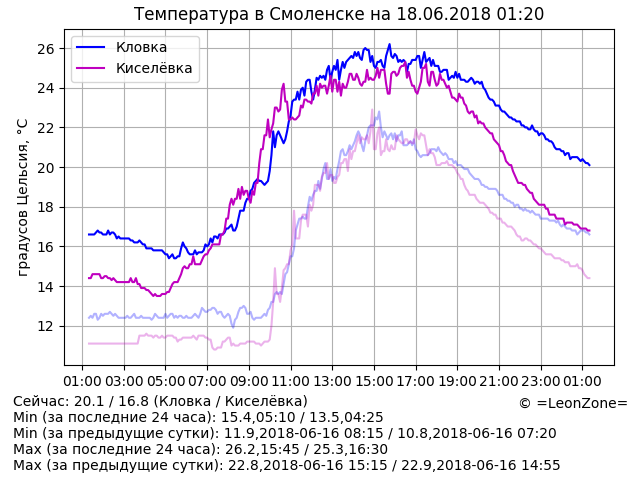 Температура в Смоленске на 18.06.2018 01:20
Кловка
Киселёвка
градусов Цельсия, °C
26
24
22
20
18
16
14
12
01:00 03:00 05:00 07:00 09:00 11:00 13:00 15:00 17:00 19:00 21:00 23:00 01:00
Сейчас: 20.1 / 16.8 (Кловка / Киселёвка)
© =LeonZone=
Min (за последние 24 часа): 15.4,05:10 / 13.5,04:25
Min (за предыдущие сутки): 11.9,2018-06-16 08:15 / 10.8,2018-06-16 07:20
Max (за последние 24 часа): 26.2,15:45 / 25.3,16:30
Max (за предыдущие сутки): 22.8,2018-06-16 15:15 / 22.9,2018-06-16 14:55